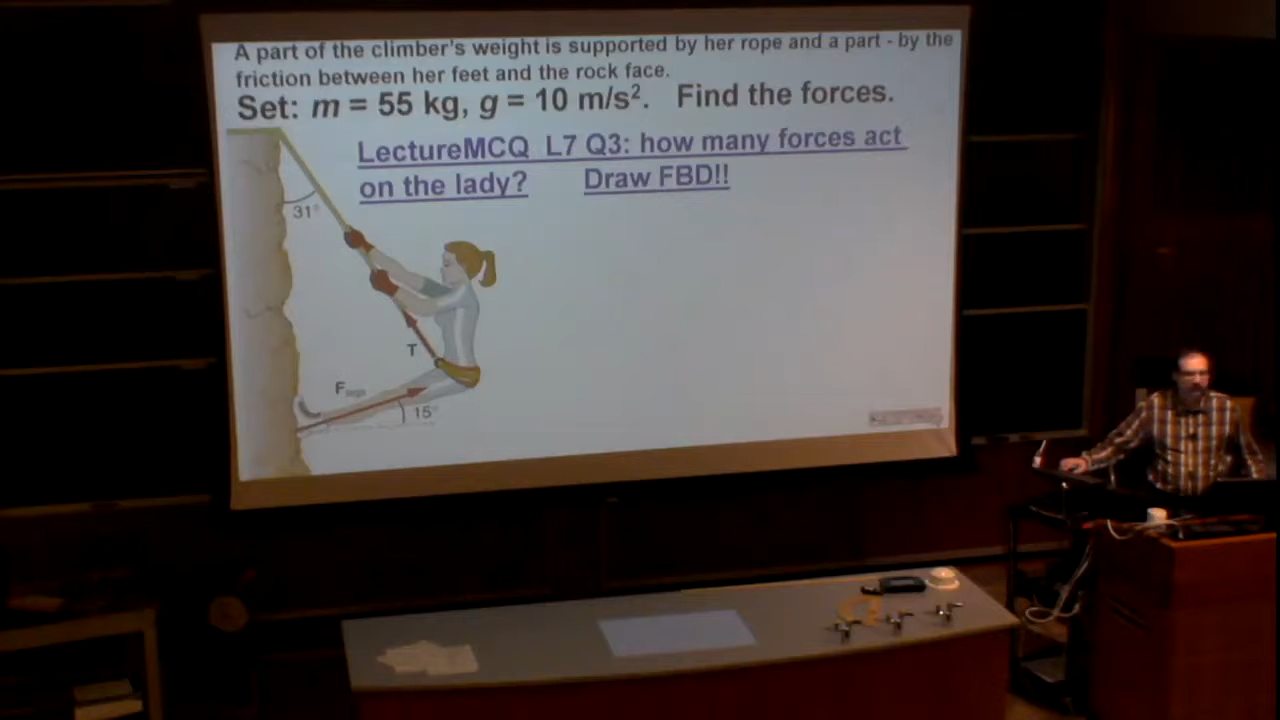 A part of the climber's weight is supported by her rope and a part - by the
friction between her feet and the rock face.
Set: m = 55 kg, g = 10 m/s². Find the forces.
LectureMCQ L7 Q3: how many forces act
on the lady? Draw FBD!!
31°
T
F
15°